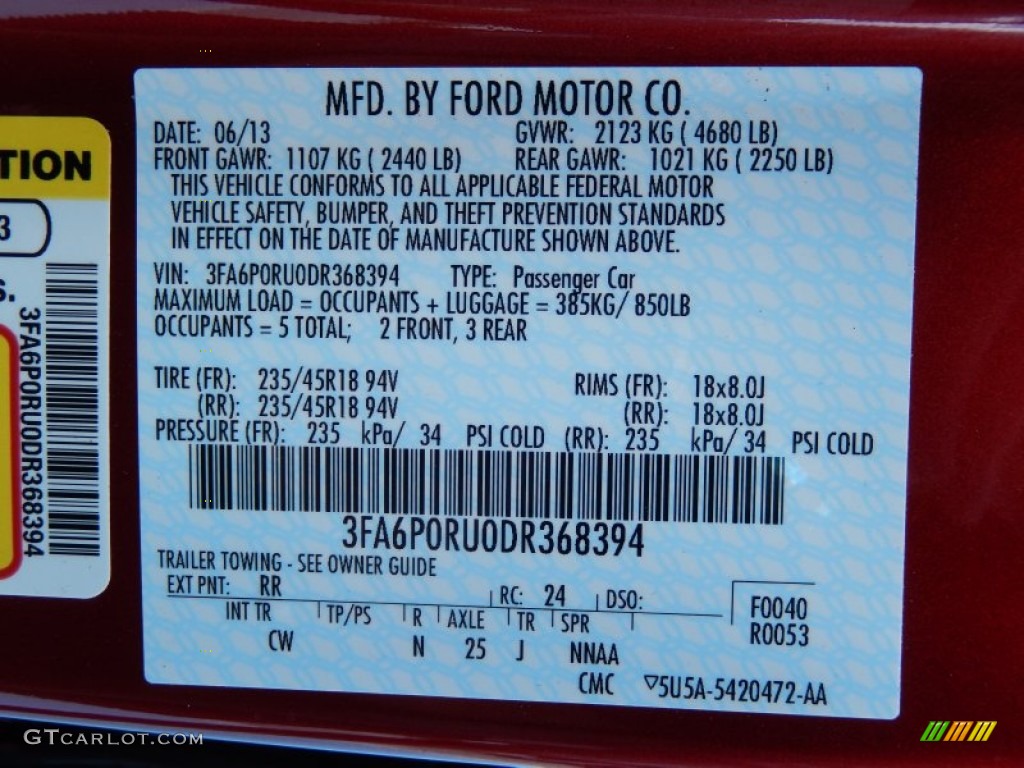 MFD. BY FORD MOTOR CO.
DATE: 06/13 GVWR: 2123 KG ( 4680 LB)
FRONT GAWR: 1107 KG ( 2440 LB) REAR GAWR: 1021 KG ( 2250 LB)
THIS VEHICLE CONFORMS TO ALL APPLICABLE FEDERAL MOTOR
VEHICLE SAFETY, BUMPER, AND THEFT PREVENTION STANDARDS
IN EFFECT ON THE DATE OF MANUFACTURE SHOWN ABOVE.
VIN: 3FA6P0RU0DR368394 TYPE: Passenger Car
MAXIMUM LOAD = OCCUPANTS + LUGGAGE = 385KG/ 850LB
OCCUPANTS = 5 TOTAL; 2 FRONT, 3 REAR
TIRE (FR): 235/45R18 94V RIMS (FR): 18x8.0J
(RR): 235/45R18 94V (RR): 18x8.0J
PRESSURE (FR): 235 kPa/ 34 PSI COLD (RR): 235 kPa/ 34 PSI COLD
3FA6P0RU0DR368394
TRAILER TOWING - SEE OWNER GUIDE
EXT PNT: RR RC: 24 DSO:
INT TR TP/PS R AXLE TR SPR
CW N 25 J NNAA
F0040
R0053
CMC ▽5U5A-5420472-AA
TION
3
S.
3FA6P0RU0DR368394
GTCARLOT.COM